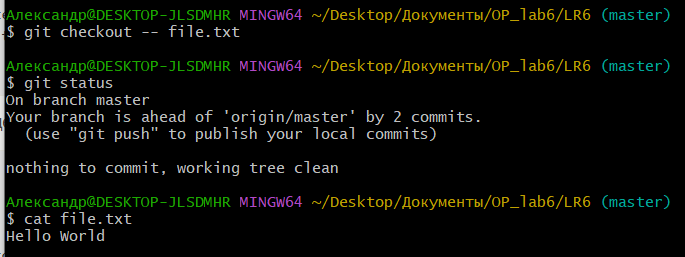 Александр@DESKTOP-JLSDMHR MINGW64 ~/Desktop/Документы/OP_lab6/LR6 (master)
$ git checkout -- file.txt
Александр@DESKTOP-JLSDMHR MINGW64 ~/Desktop/Документы/OP_lab6/LR6 (master)
$ git status
On branch master
Your branch is ahead of 'origin/master' by 2 commits.
  (use "git push" to publish your local commits)
nothing to commit, working tree clean
Александр@DESKTOP-JLSDMHR MINGW64 ~/Desktop/Документы/OP_lab6/LR6 (master)
$ cat file.txt
Hello World